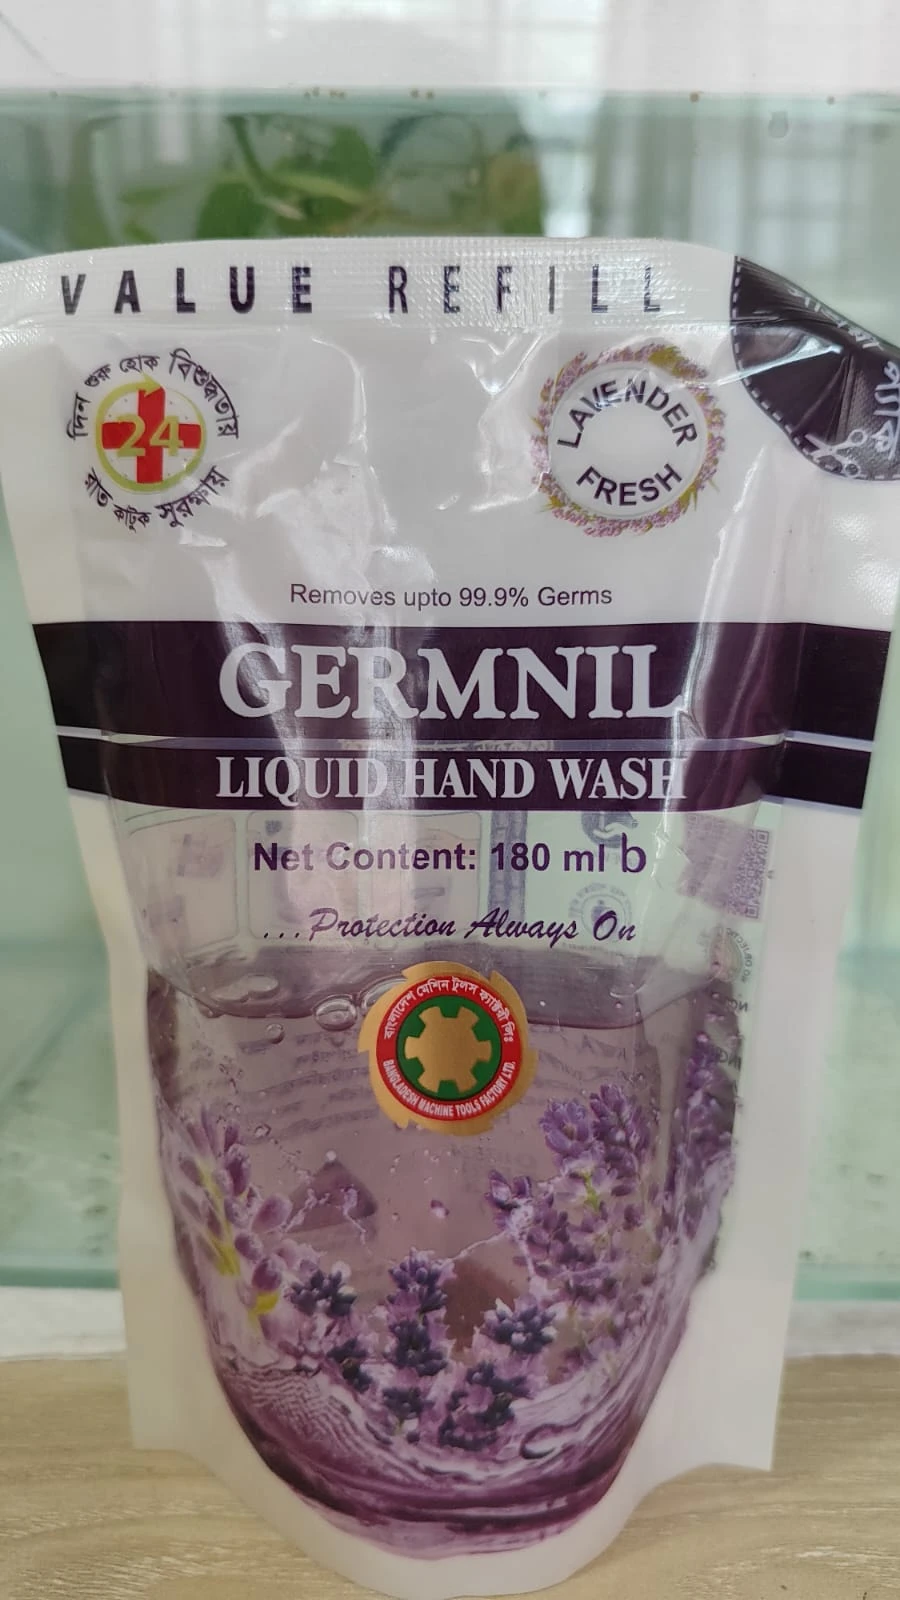 VALUE REFILL
দিন শুরু হোক বিশুদ্ধতায়
24
রাত কাটুক সুরক্ষায়
LAVENDER
FRESH
Removes upto 99.9% Germs
GERMNIL
LIQUID HAND WASH
Net Content: 180 ml b
...Protection Always On
বাংলাদেশ মেশিন টুলস ফ্যাক্টরী লিঃ
BANGLADESH MACHINE TOOLS FACTORY LTD.